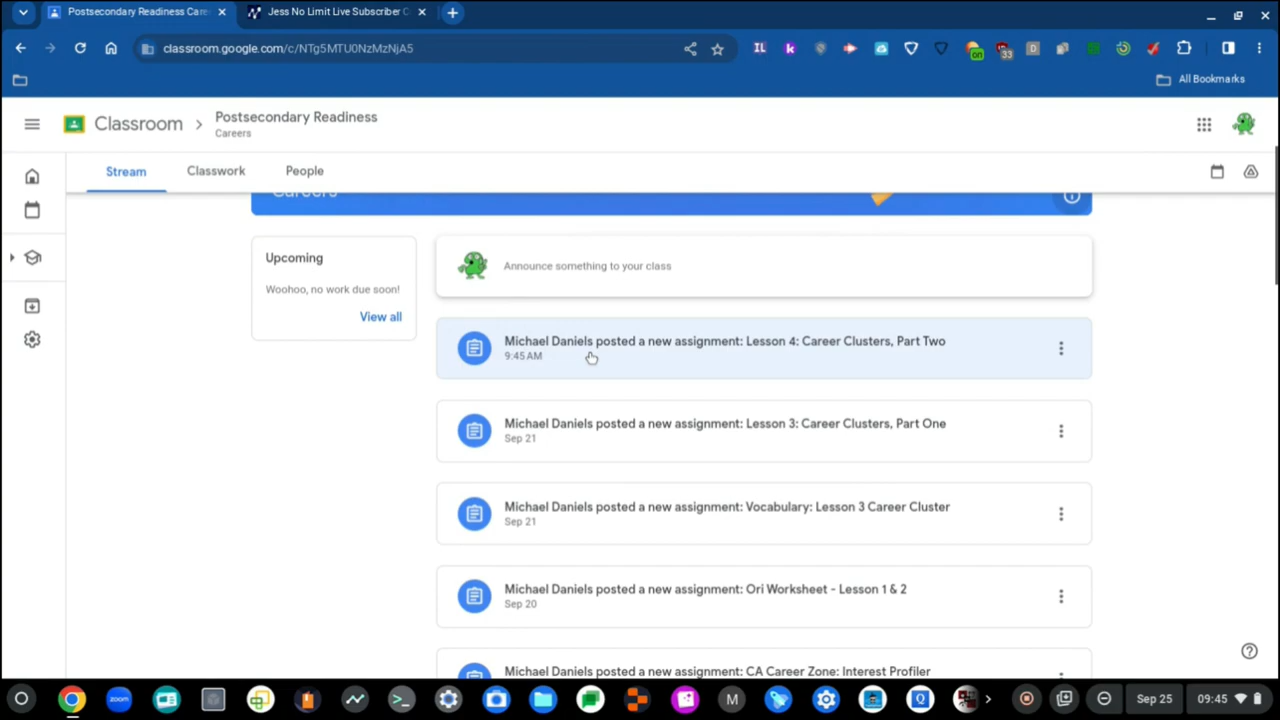 Postsecondary Readiness Care
Jess No Limit Live Subscriber C
classroom.google.com/c/NTg5MTU0NzMzNjA5
IL
k
on
33
D
All Bookmarks
Classroom
Postsecondary Readiness
Careers
Stream
Classwork
People
Careers
Upcoming
Woohoo, no work due soon!
View all
Announce something to your class
Michael Daniels posted a new assignment: Lesson 4: Career Clusters, Part Two
9:45 AM
Michael Daniels posted a new assignment: Lesson 3: Career Clusters, Part One
Sep 21
Michael Daniels posted a new assignment: Vocabulary: Lesson 3 Career Cluster
Sep 21
Michael Daniels posted a new assignment: Ori Worksheet - Lesson 1 & 2
Sep 20
Michael Daniels posted a new assignment: CA Career Zone: Interest Profiler
zoom
M
Q
Sep 25
09:45